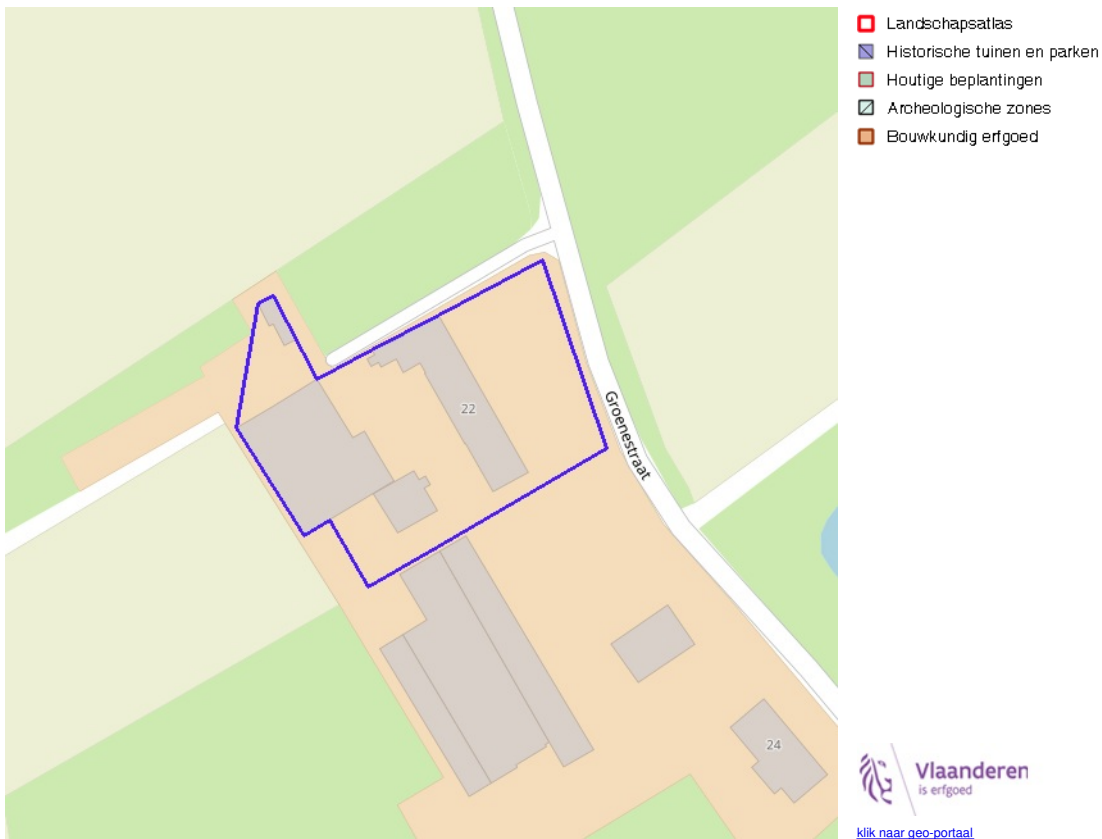 Landschapsatlas
Historische tuinen en parken
Houtige beplantingen
Archeologische zones
Bouwkundig erfgoed
22
Groenestraat
24
Vlaanderen
is erfgoed
klik naar geo-portaal